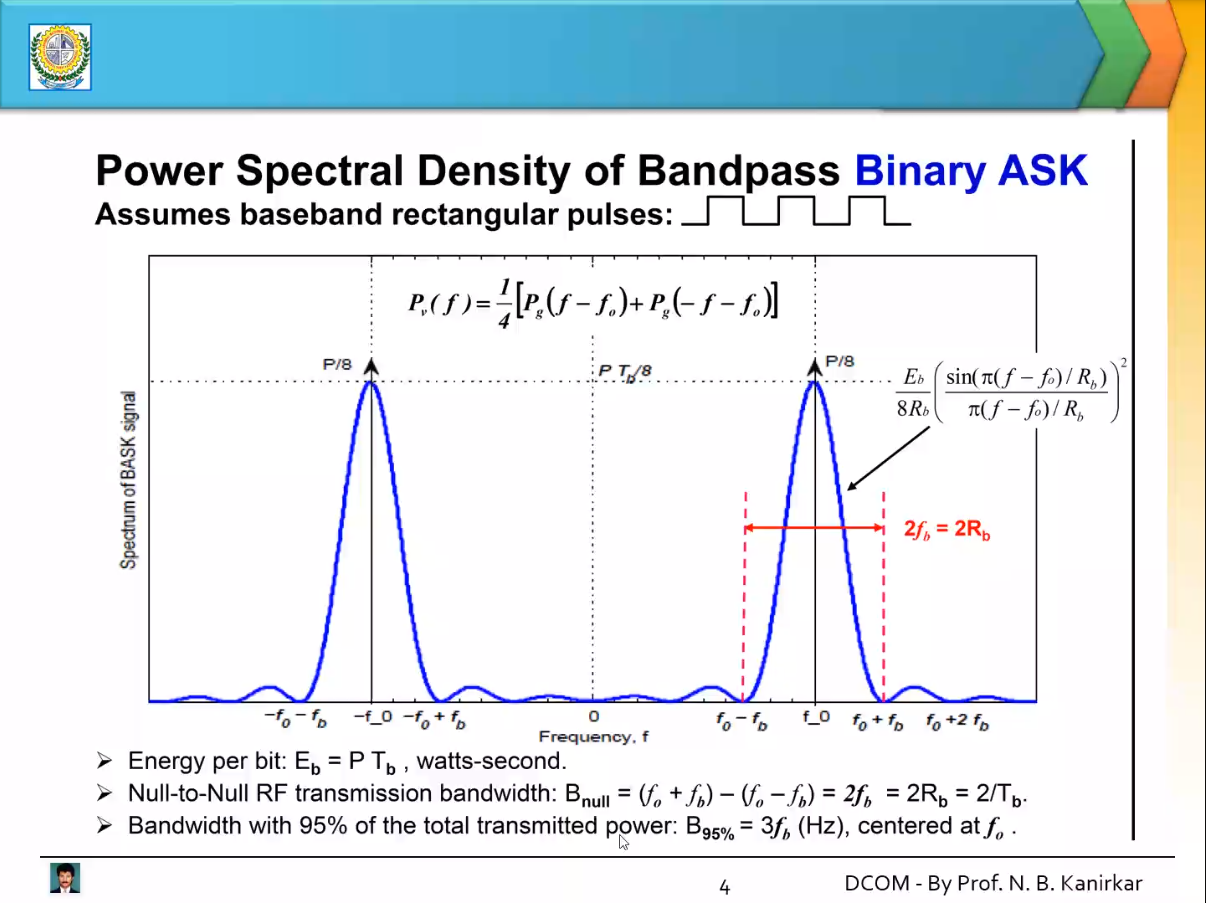 Power Spectral Density of Bandpass Binary ASK
Assumes baseband rectangular pulses:
P_v( f ) = 1/4 [P_g(f − f_o) + P_g(− f − f_o)]
P/8
P T_b/8
P/8
E_b/8R_b (sin( π( f − f_o) / R_b ) / π( f − f_o) / R_b)^2
Spectrum of BASK signal
2f_b = 2R_b
−f_o − f_b
−f_0
−f_o + f_b
0
f_o − f_b
f_0
f_o + f_b
f_o +2 f_b
Frequency, f
➢ Energy per bit: E_b = P T_b , watts-second.
➢ Null-to-Null RF transmission bandwidth: B_null = (f_o + f_b) – (f_o – f_b) = 2f_b = 2R_b = 2/T_b.
➢ Bandwidth with 95% of the total transmitted power: B_95% = 3f_b (Hz), centered at f_o .
4
DCOM - By Prof. N. B. Kanirkar